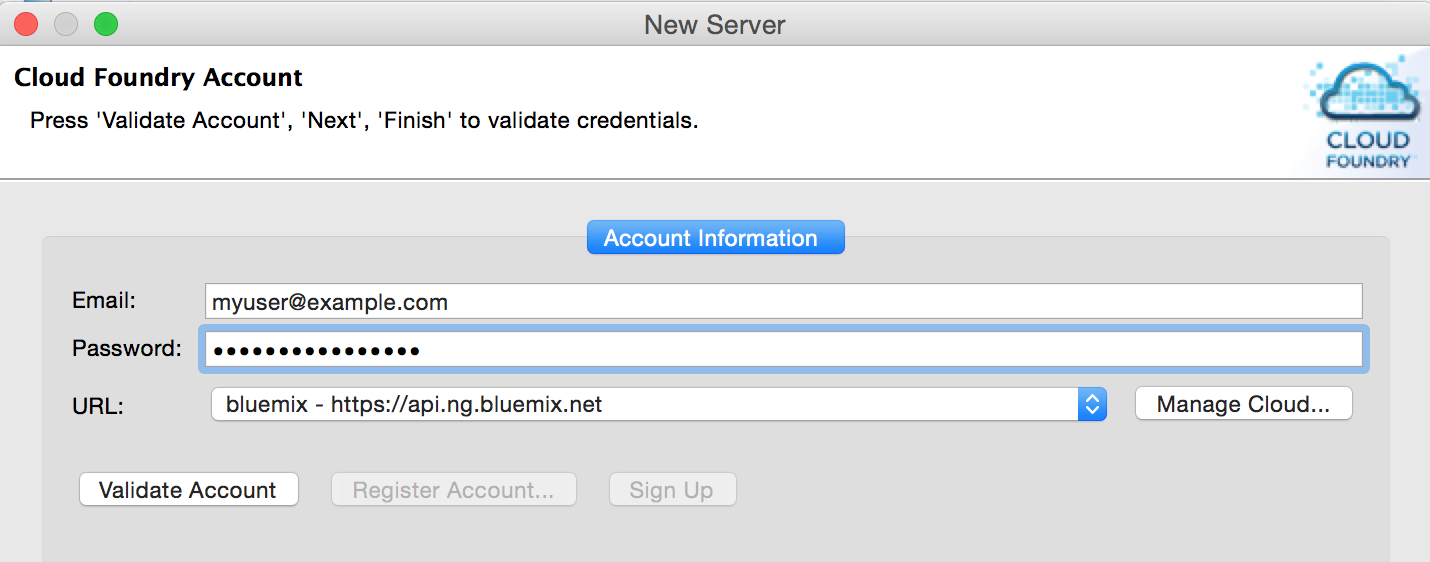 New Server
Cloud Foundry Account
Press 'Validate Account', 'Next', 'Finish' to validate credentials.
CLOUD
FOUNDRY
Account Information
Email: myuser@example.com
Password: ••••••••••••••••
URL: bluemix - https://api.ng.bluemix.net Manage Cloud...
Validate Account Register Account... Sign Up